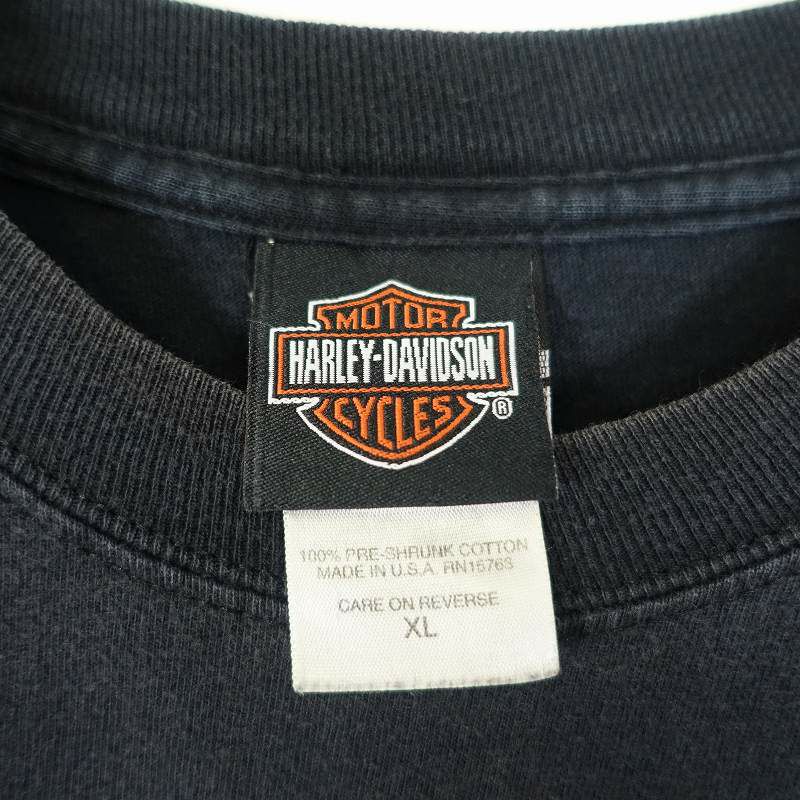 MOTOR
HARLEY-DAVIDSON
CYCLES
®
100% PRE-SHRUNK COTTON
MADE IN U.S.A. RN15763
CARE ON REVERSE
XL